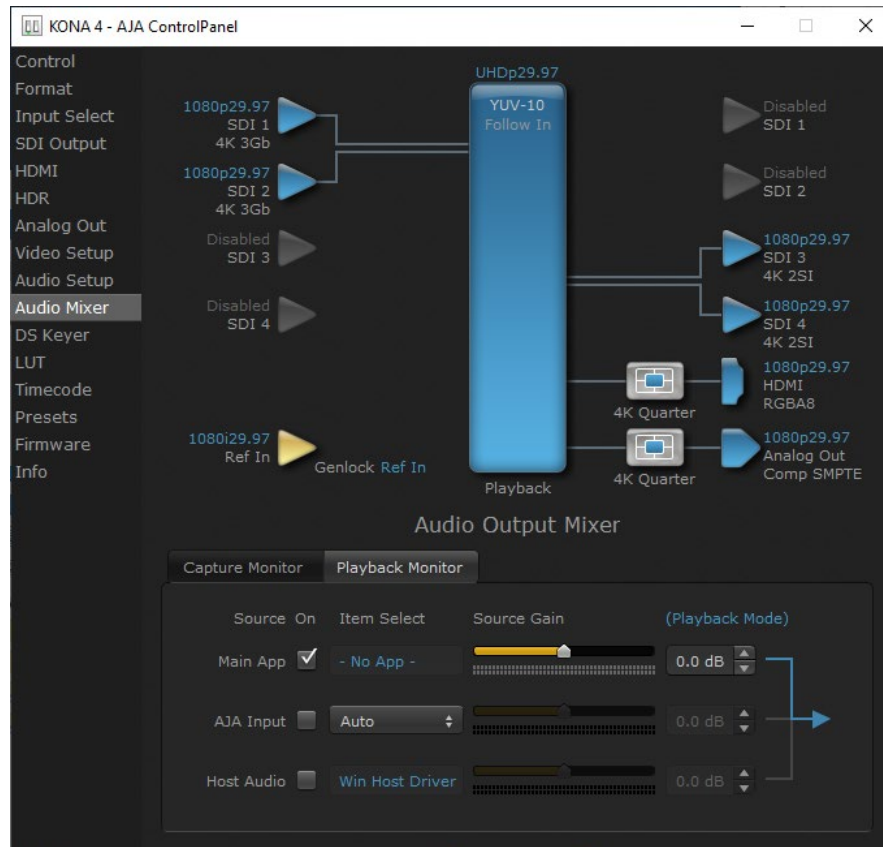 KONA 4 - AJA ControlPanel
Control
Format
Input Select
SDI Output
HDMI
HDR
Analog Out
Video Setup
Audio Setup
Audio Mixer
DS Keyer
LUT
Timecode
Presets
Firmware
Info
1080p29.97
SDI 1
4K 3Gb
1080p29.97
SDI 2
4K 3Gb
Disabled
SDI 3
Disabled
SDI 4
1080i29.97
Ref In
Genlock Ref In
UHDp29.97
YUV-10
Follow In
Playback
Disabled
SDI 1
Disabled
SDI 2
1080p29.97
SDI 3
4K 2SI
1080p29.97
SDI 4
4K 2SI
4K Quarter
1080p29.97
HDMI
RGBA8
4K Quarter
1080p29.97
Analog Out
Comp SMPTE
Audio Output Mixer
Capture Monitor Playback Monitor
Source On Item Select Source Gain (Playback Mode)
Main App - No App - 0.0 dB
AJA Input Auto 0.0 dB
Host Audio Win Host Driver 0.0 dB